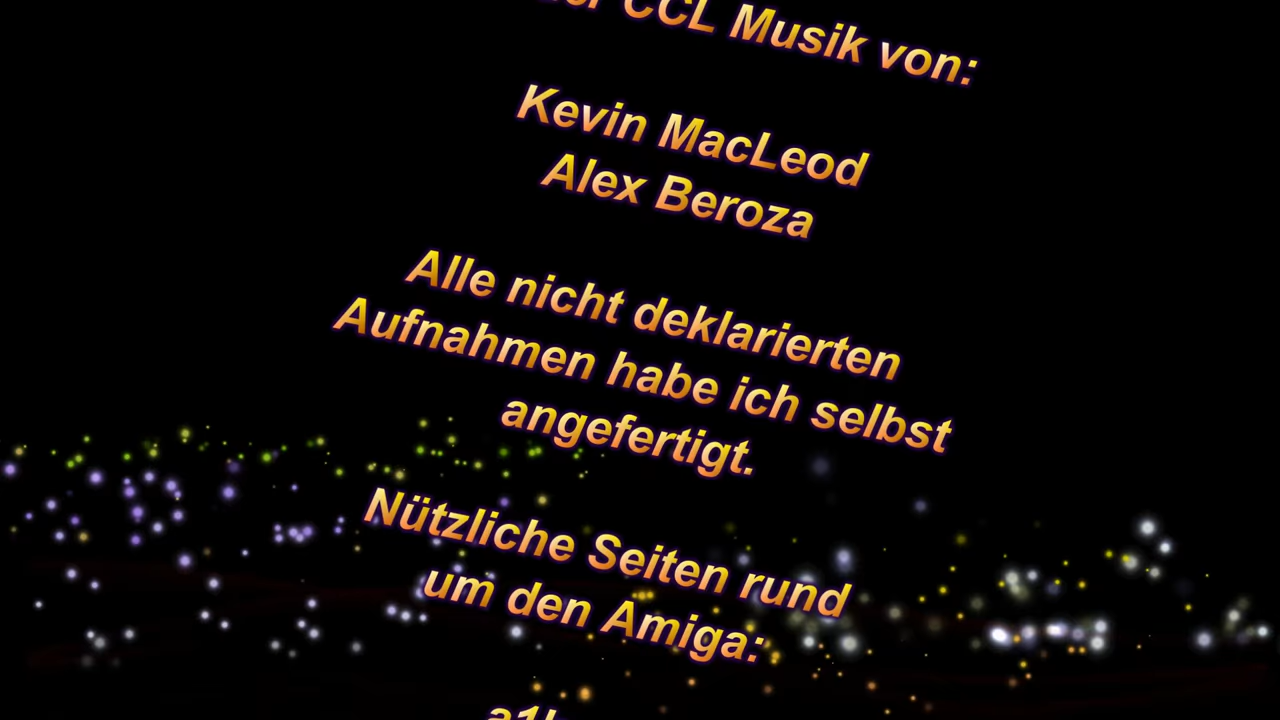 CCL Musik von:
Kevin MacLeod
Alex Beroza
Alle nicht deklarierten
Aufnahmen habe ich selbst
angefertigt.
Nützliche Seiten rund
um den Amiga: